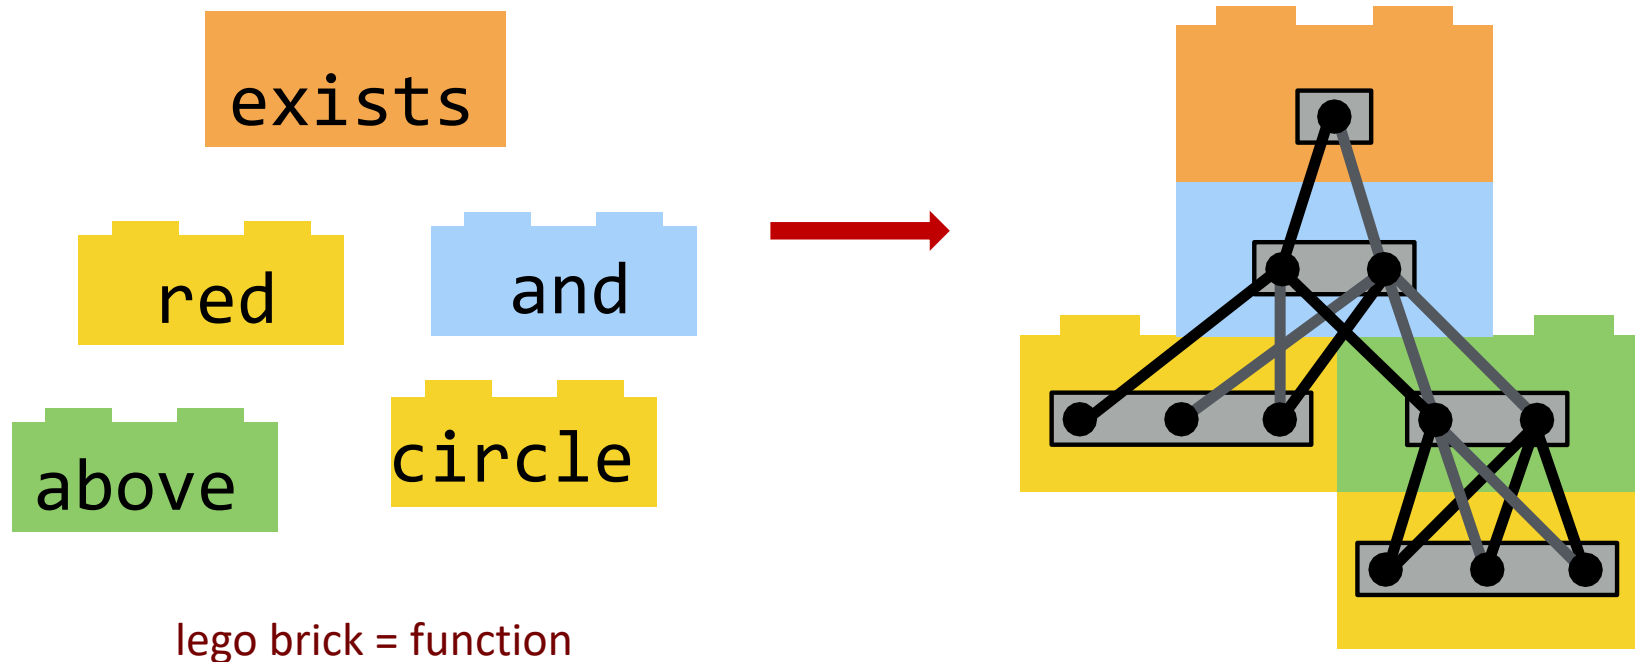 exists
red
and
above
circle
lego brick = function